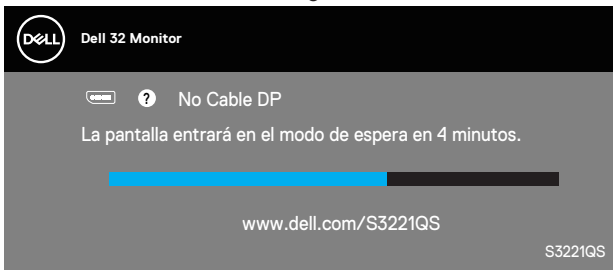 DELL
Dell 32 Monitor
? No Cable DP
La pantalla entrará en el modo de espera en 4 minutos.
www.dell.com/S3221QS
S3221QS